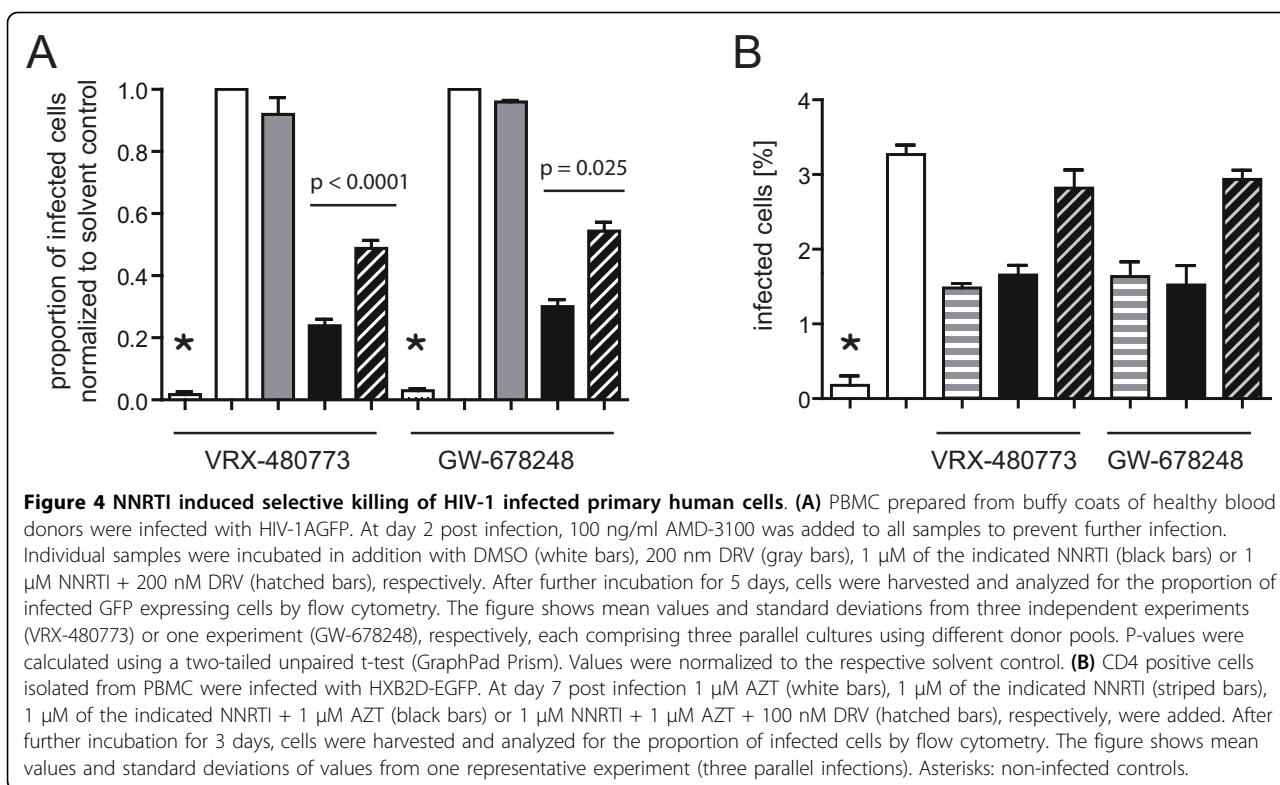 A
proportion of infected cells
normalized to solvent control
1.0
0.8
0.6
0.4
0.2
0.0
*
p < 0.0001
*
p = 0.025
VRX-480773
GW-678248
B
infected cells [%]
4
3
2
1
0
*
VRX-480773
GW-678248
Figure 4 NNRTI induced selective killing of HIV-1 infected primary human cells. (A) PBMC prepared from buffy coats of healthy blood
donors were infected with HIV-1AGFP. At day 2 post infection, 100 ng/ml AMD-3100 was added to all samples to prevent further infection.
Individual samples were incubated in addition with DMSO (white bars), 200 nm DRV (gray bars), 1 μM of the indicated NNRTI (black bars) or 1
μM NNRTI + 200 nM DRV (hatched bars), respectively. After further incubation for 5 days, cells were harvested and analyzed for the proportion of
infected GFP expressing cells by flow cytometry. The figure shows mean values and standard deviations from three independent experiments
(VRX-480773) or one experiment (GW-678248), respectively, each comprising three parallel cultures using different donor pools. P-values were
calculated using a two-tailed unpaired t-test (GraphPad Prism). Values were normalized to the respective solvent control. (B) CD4 positive cells
isolated from PBMC were infected with HXB2D-EGFP. At day 7 post infection 1 μM AZT (white bars), 1 μM of the indicated NNRTI (striped bars),
1 μM of the indicated NNRTI + 1 μM AZT (black bars) or 1 μM NNRTI + 1 μM AZT + 100 nM DRV (hatched bars), respectively, were added. After
further incubation for 3 days, cells were harvested and analyzed for the proportion of infected cells by flow cytometry. The figure shows mean
values and standard deviations of values from one representative experiment (three parallel infections). Asterisks: non-infected controls.